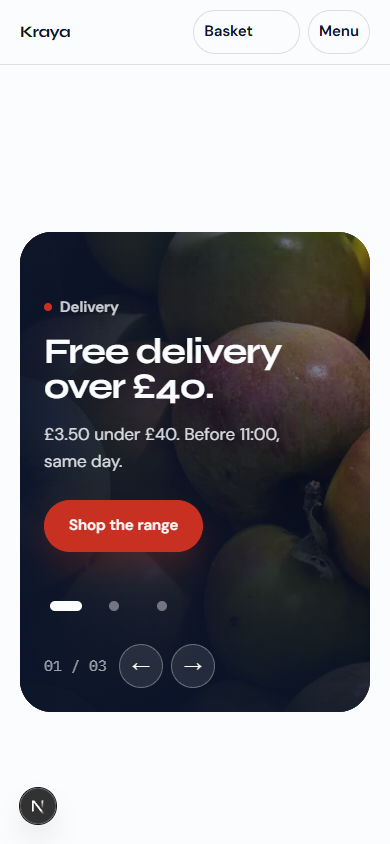 Kraya
Basket
Menu
Delivery
Free delivery
over £40.
£3.50 under £40. Before 11:00,
same day.
Shop the range
01 / 03
← →
N